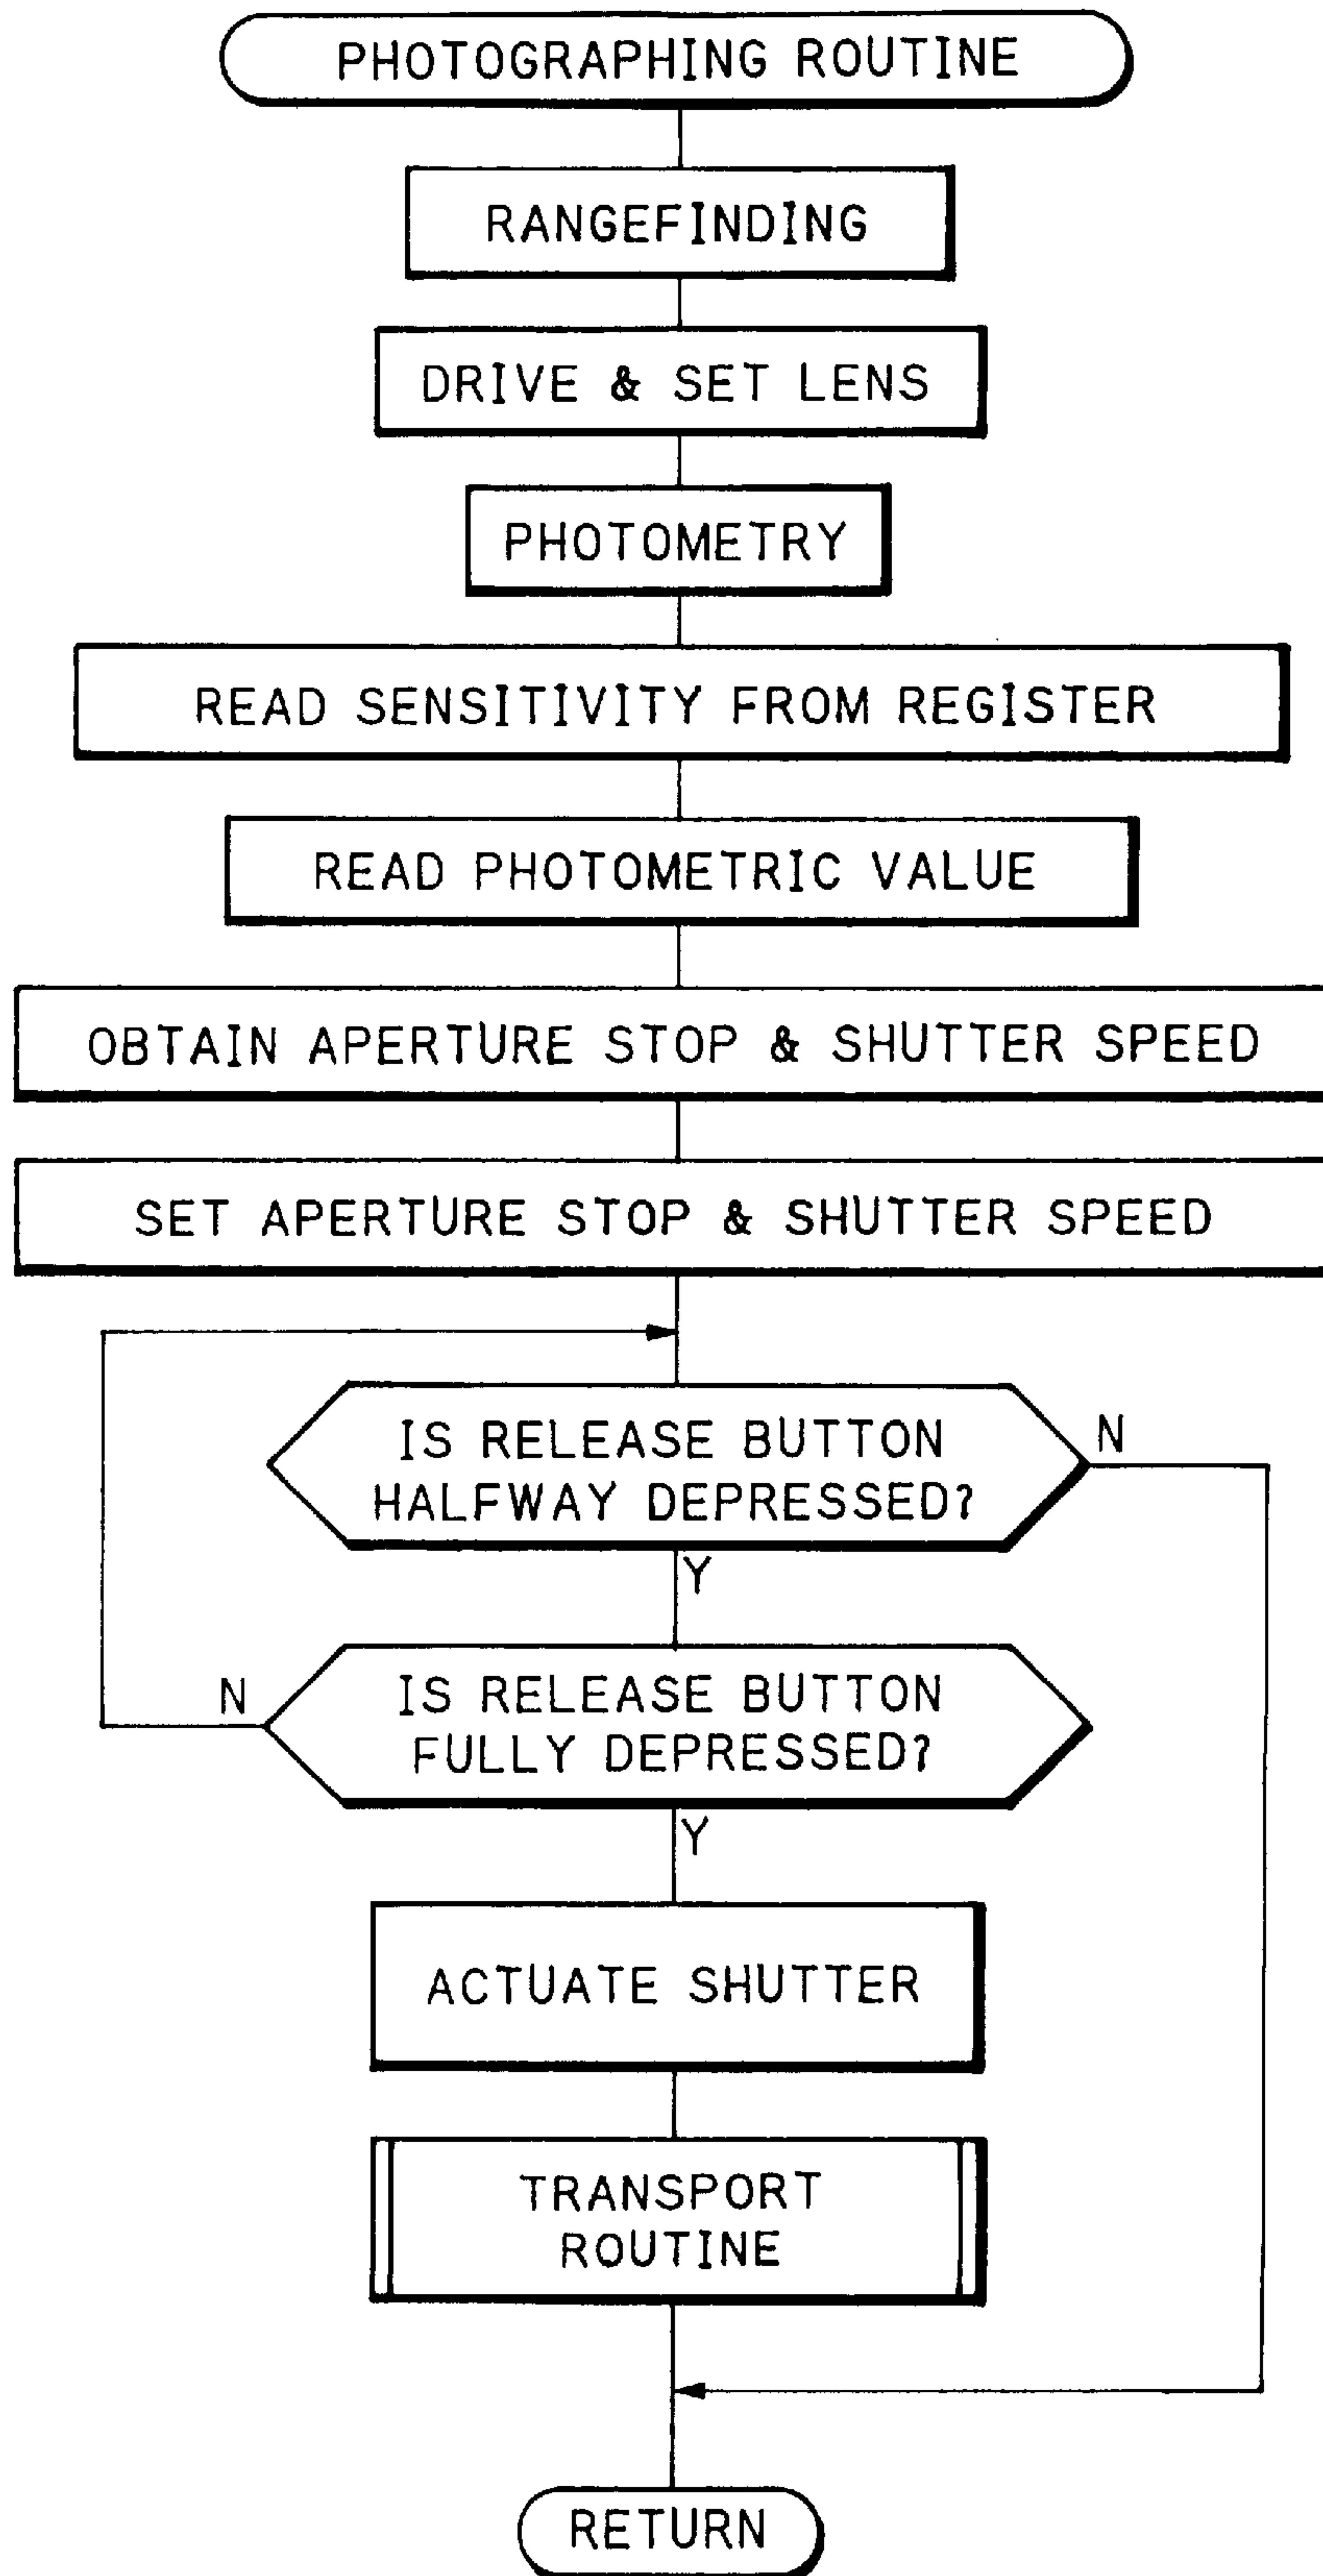 PHOTOGRAPHING ROUTINE
RANGEFINDING
DRIVE & SET LENS
PHOTOMETRY
READ SENSITIVITY FROM REGISTER
READ PHOTOMETRIC VALUE
OBTAIN APERTURE STOP & SHUTTER SPEED
SET APERTURE STOP & SHUTTER SPEED
IS RELEASE BUTTON
HALFWAY DEPRESSED?
N
Y
IS RELEASE BUTTON
FULLY DEPRESSED?
N
Y
ACTUATE SHUTTER
TRANSPORT
ROUTINE
RETURN